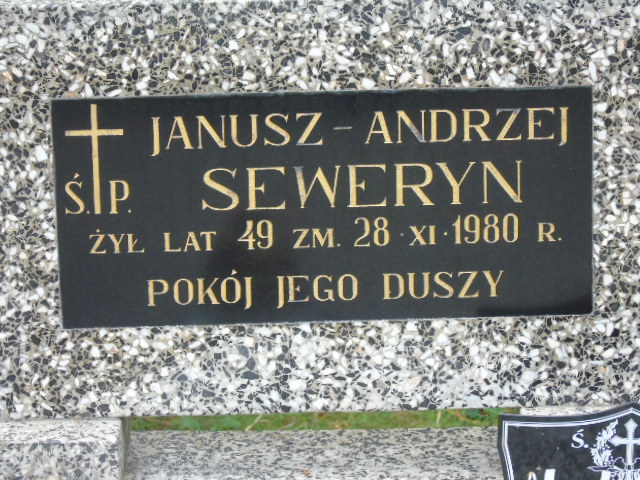 JANUSZ - ANDRZEJ
Ś.P. SEWERYN
ŻYŁ LAT 49 ZM. 28 · XI · 1980 R.
POKÓJ JEGO DUSZY
Ś.